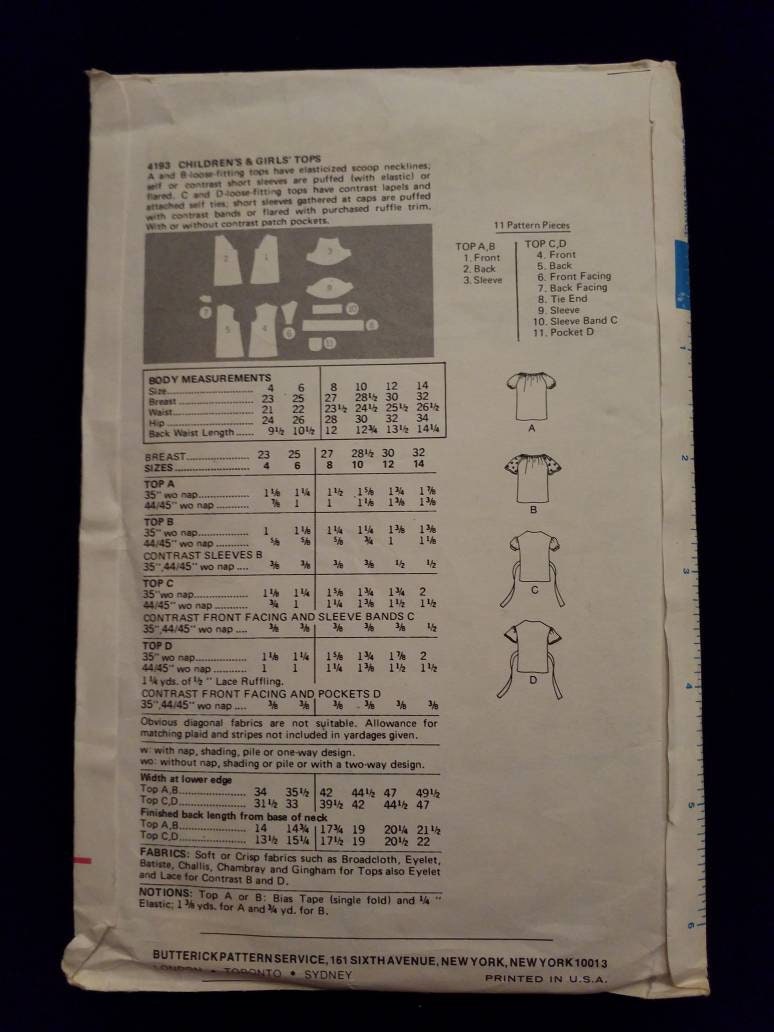 4193 CHILDREN'S & GIRLS' TOPS
A and B-loose-fitting tops have elasticized scoop necklines;
self or contrast short sleeves are puffed (with elastic) or
flared. C and D-loose-fitting tops have contrast lapels and
attached self ties; short sleeves gathered at caps are puffed
with contrast bands or flared with purchased ruffle trim.
With or without contrast patch pockets.
2 1 3
9
7 5 4 6 10 8
11
11 Pattern Pieces
TOP A,B
1. Front
2. Back
3. Sleeve
TOP C,D
4. Front
5. Back
6. Front Facing
7. Back Facing
8. Tie End
9. Sleeve
10. Sleeve Band C
11. Pocket D
A
B
C
D
BODY MEASUREMENTS
Size 4 6 8 10 12 14
Breast 23 25 27 28½ 30 32
Waist 21 22 23½ 24½ 25½ 26½
Hip 24 26 28 30 32 34
Back Waist Length 9½ 10½ 12 12¾ 13½ 14¼
BREAST 23 25 27 28½ 30 32
SIZES 4 6 8 10 12 14
TOP A
35" wo nap 1⅛ 1¼ 1½ 1⅝ 1¾ 1⅞
44/45" wo nap ⅞ 1 1 1⅛ 1⅜ 1⅜
TOP B
35" wo nap 1 1⅛ 1¼ 1¼ 1⅜ 1⅜
44/45" wo nap ⅝ ⅝ ⅝ ¾ 1 1⅛
CONTRAST SLEEVES B
35",44/45" wo nap .... ⅜ ⅜ ⅜ ⅜ ½ ½
TOP C
35"wo nap 1⅛ 1¼ 1⅝ 1¾ 1¾ 2
44/45" wo nap ¾ 1 1¼ 1⅜ 1½ 1½
CONTRAST FRONT FACING AND SLEEVE BANDS C
35",44/45" wo nap .... ⅜ ⅜ ⅜ ⅜ ⅜ ½
TOP D
35" wo nap 1⅛ 1¼ 1⅝ 1¾ 1⅞ 2
44/45" wo nap 1 1 1¼ 1⅜ 1½ 1½
1¼ yds. of ½ " Lace Ruffling.
CONTRAST FRONT FACING AND POCKETS D
35",44/45" wo nap .... ⅜ ⅜ ⅜ ⅜ ⅜ ⅜
Obvious diagonal fabrics are not suitable. Allowance for
matching plaid and stripes not included in yardages given.
w: with nap, shading, pile or one-way design.
wo: without nap, shading or pile or with a two-way design.
Width at lower edge
Top A,B 34 35½ 42 44½ 47 49½
Top C,D 31½ 33 39½ 42 44½ 47
Finished back length from base of neck
Top A,B 14 14¾ 17¾ 19 20¼ 21½
Top C,D 13½ 15¼ 17½ 19 20½ 22
FABRICS: Soft or Crisp fabrics such as Broadcloth, Eyelet,
Batiste, Challis, Chambray and Gingham for Tops also Eyelet
and Lace for Contrast B and D.
NOTIONS: Top A or B: Bias Tape (single fold) and ¼ "
Elastic; 1⅜ yds. for A and ¾ yd. for B.
BUTTERICK PATTERN SERVICE, 161 SIXTH AVENUE, NEW YORK, NEW YORK 10013
LONDON • TORONTO • SYDNEY
PRINTED IN U.S.A.
1
2
3
4
5
6